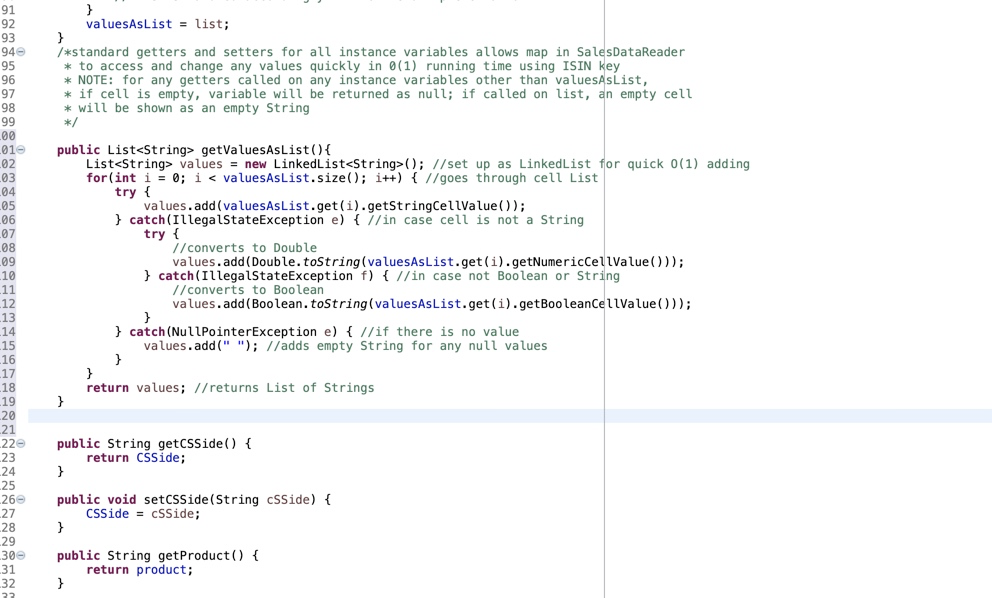 91 }
92 valuesAsList = list;
93 }
94 /*standard getters and setters for all instance variables allows map in SalesDataReader
95 * to access and change any values quickly in 0(1) running time using ISIN key
96 * NOTE: for any getters called on any instance variables other than valuesAsList,
97 * if cell is empty, variable will be returned as null; if called on list, an empty cell
98 * will be shown as an empty String
99 */
00
01 public List<String> getValuesAsList(){
02 List<String> values = new LinkedList<String>(); //set up as LinkedList for quick O(1) adding
03 for(int i = 0; i < valuesAsList.size(); i++) { //goes through cell List
04 try {
05 values.add(valuesAsList.get(i).getStringCellValue());
06 } catch(IllegalStateException e) { //in case cell is not a String
07 try {
08 //converts to Double
09 values.add(Double.toString(valuesAsList.get(i).getNumericCellValue()));
10 } catch(IllegalStateException f) { //in case not Boolean or String
11 //converts to Boolean
12 values.add(Boolean.toString(valuesAsList.get(i).getBooleanCellValue()));
13 }
14 } catch(NullPointerException e) { //if there is no value
15 values.add(" "); //adds empty String for any null values
16 }
17 }
18 return values; //returns List of Strings
19 }
20
21
22 public String getCSSide() {
23 return CSSide;
24 }
25
26 public void setCSSide(String cSSide) {
27 CSSide = cSSide;
28 }
29
30 public String getProduct() {
31 return product;
32 }